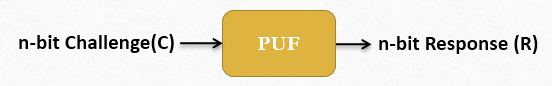 n-bit Challenge(C) PUF n-bit Response (R)